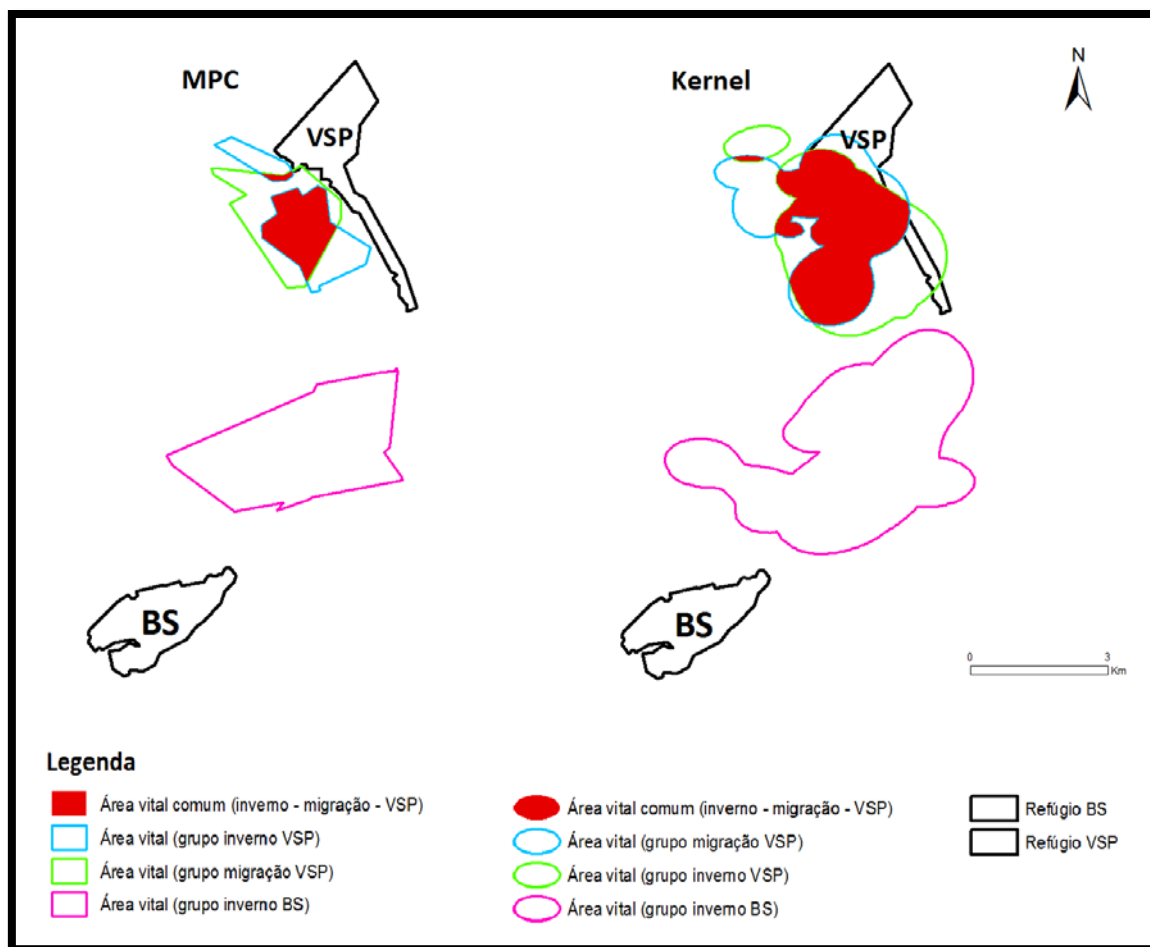 MPC
Kernel
N
VSP
VSP
BS
BS
0 3
Km
Legenda
Área vital comum (inverno - migração - VSP)
Área vital (grupo inverno VSP)
Área vital (grupo migração VSP)
Área vital (grupo inverno BS)
Área vital comum (inverno - migração - VSP)
Área vital (grupo migração VSP)
Área vital (grupo inverno VSP)
Área vital (grupo inverno BS)
Refúgio BS
Refúgio VSP